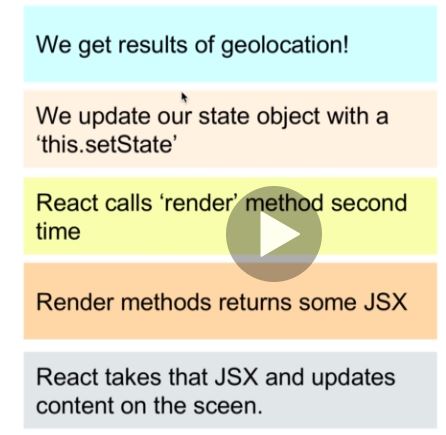 We get results of geolocation!
We update our state object with a
‘this.setState’
React calls ‘render’ method second
time
Render methods returns some JSX
React takes that JSX and updates
content on the sceen.